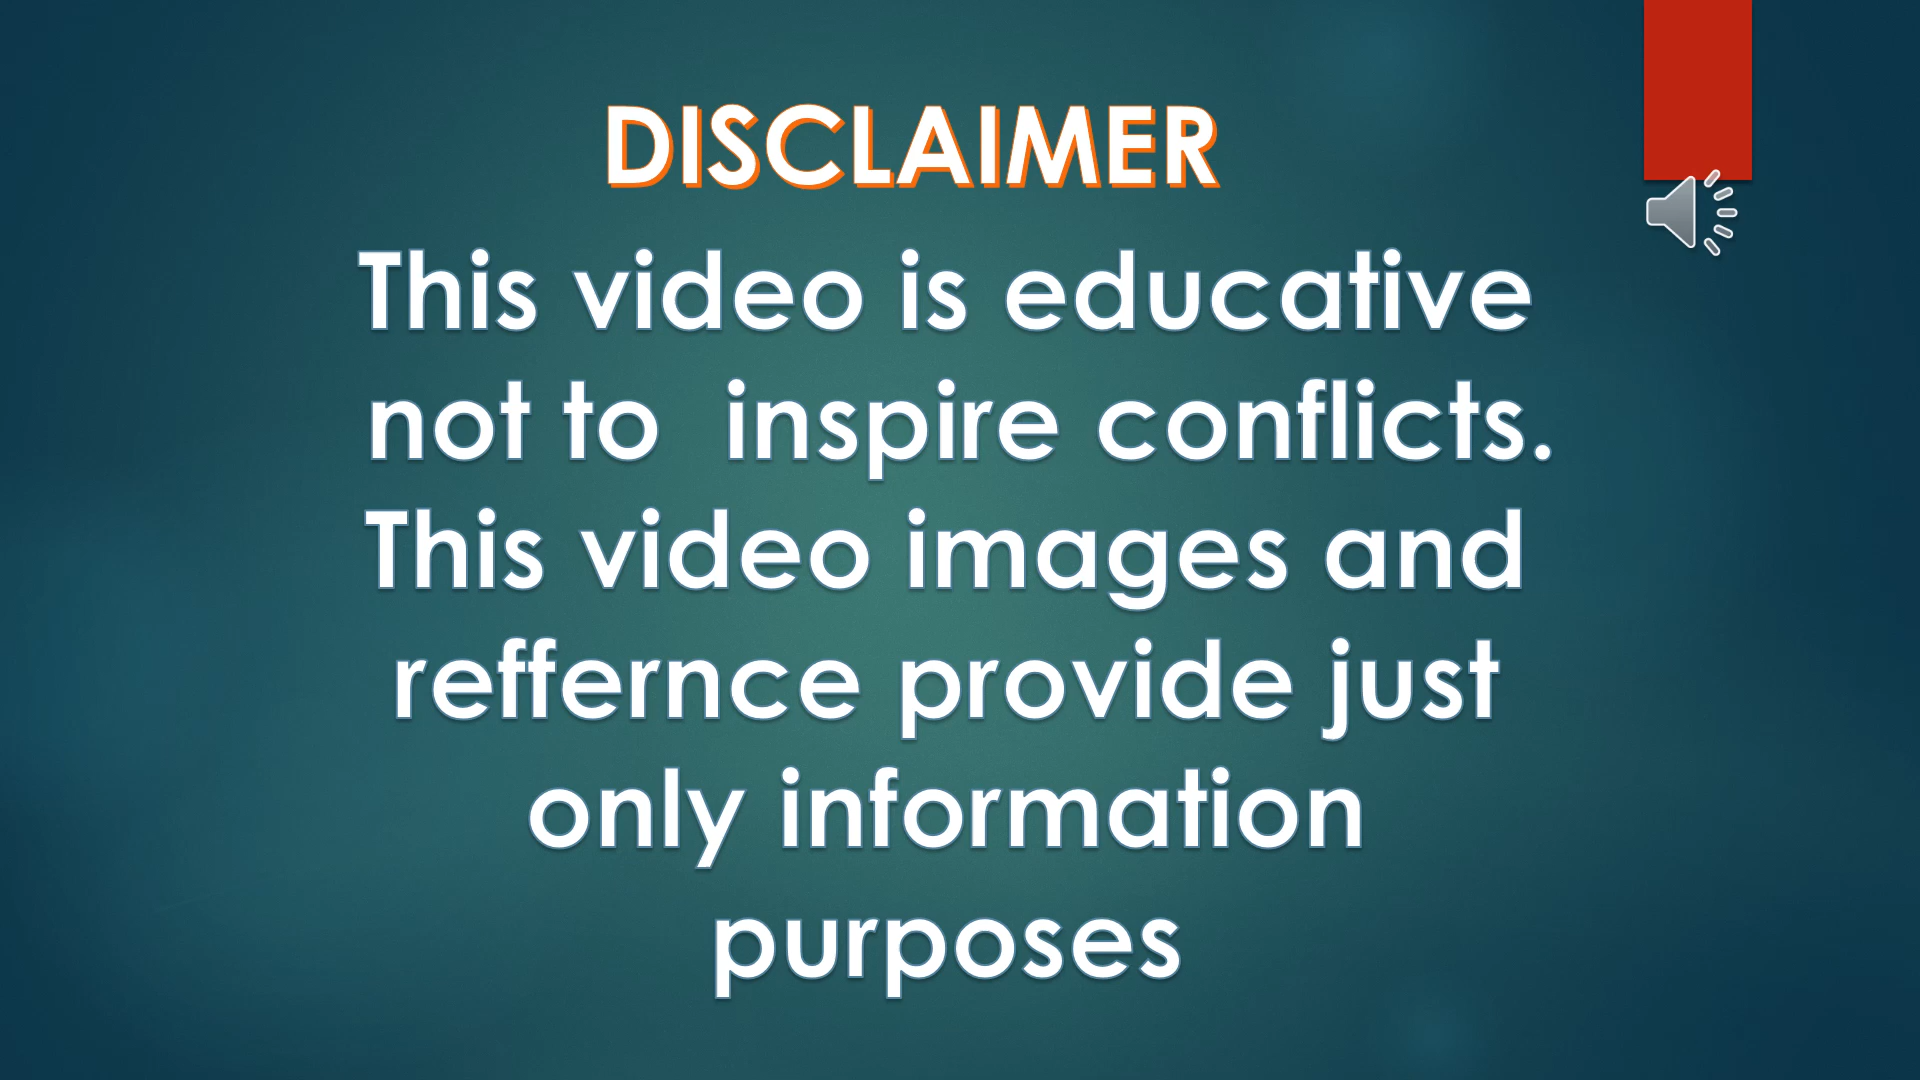 DISCLAIMER
This video is educative
not to  inspire conflicts.
This video images and
reffernce provide just
only information
purposes